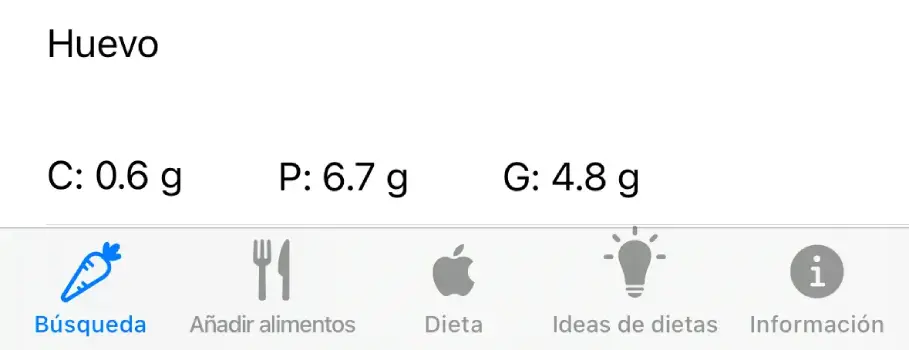 Huevo
C: 0.6 g P: 6.7 g G: 4.8 g
Búsqueda Añadir alimentos Dieta Ideas de dietas Información